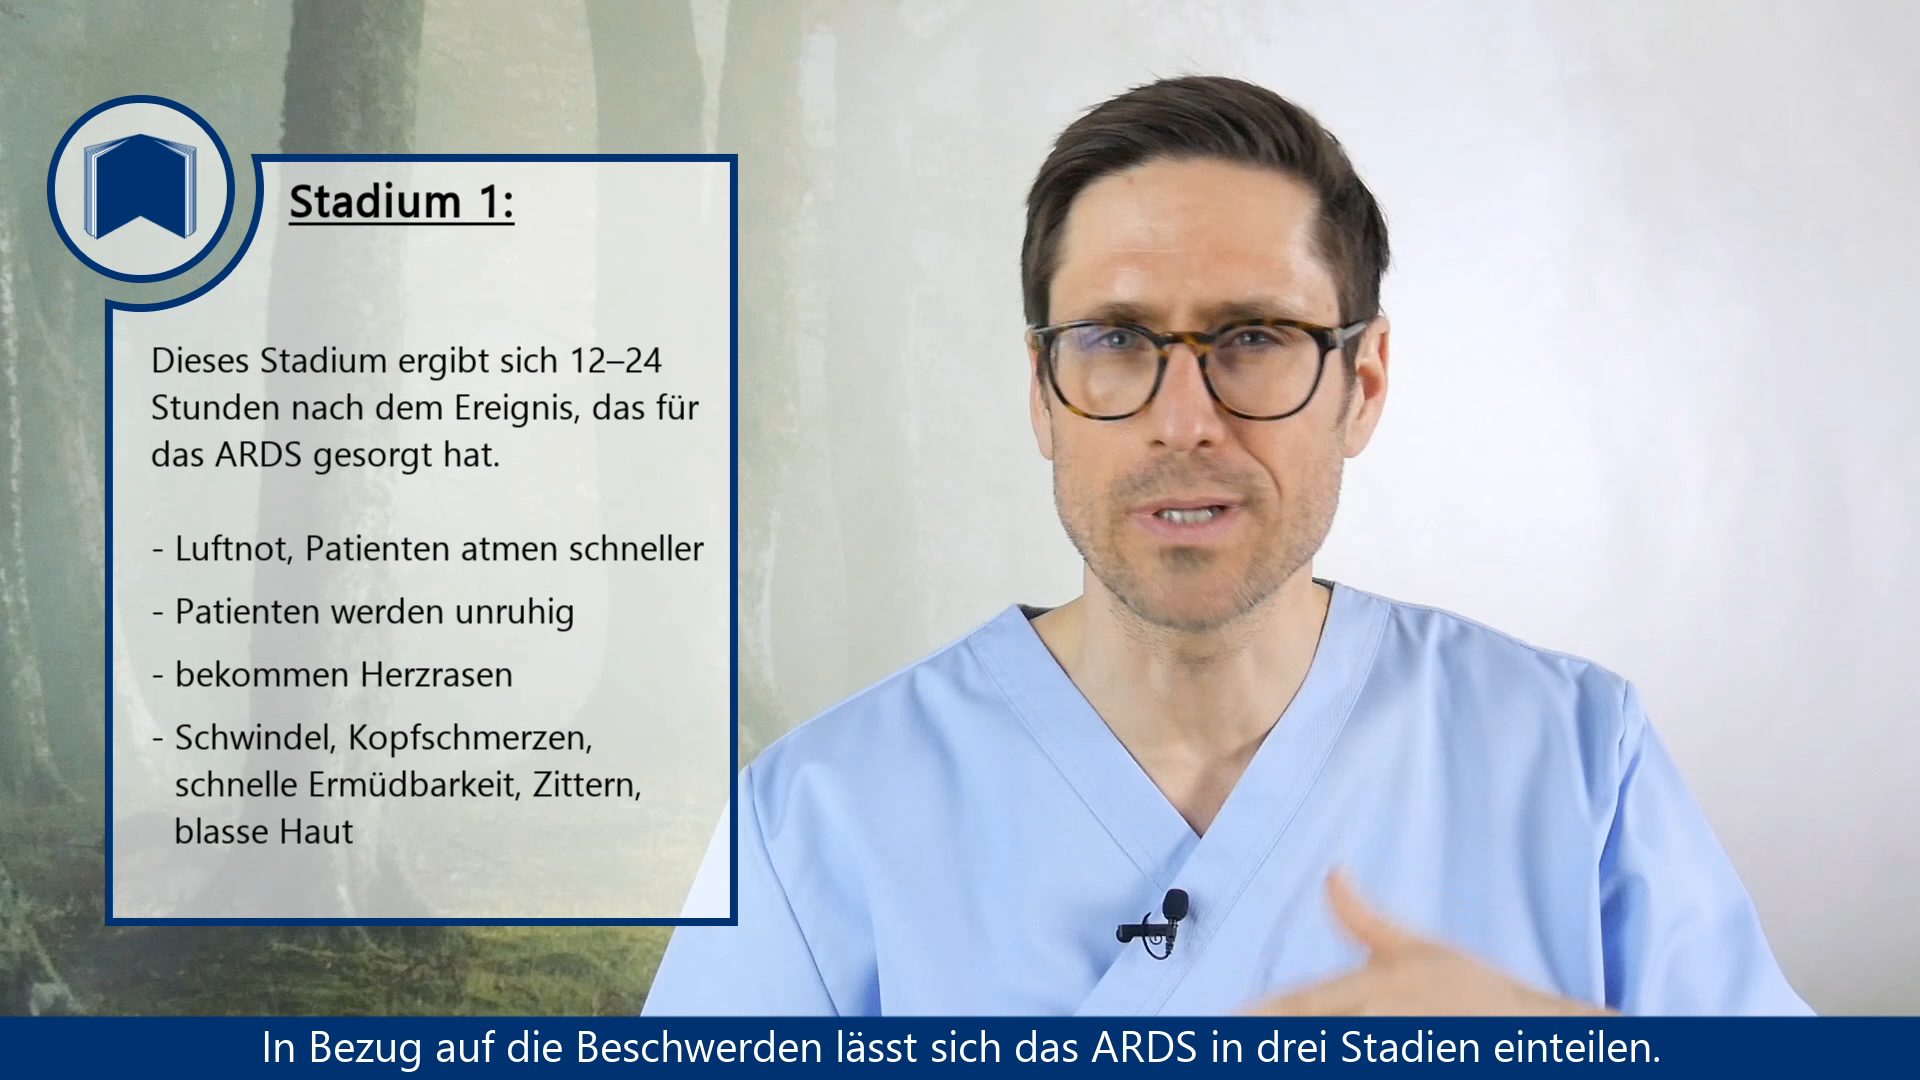 Stadium 1:
Dieses Stadium ergibt sich 12–24
Stunden nach dem Ereignis, das für
das ARDS gesorgt hat.
- Luftnot, Patienten atmen schneller
- Patienten werden unruhig
- bekommen Herzrasen
- Schwindel, Kopfschmerzen,
schnelle Ermüdbarkeit, Zittern,
blasse Haut
In Bezug auf die Beschwerden lässt sich das ARDS in drei Stadien einteilen.